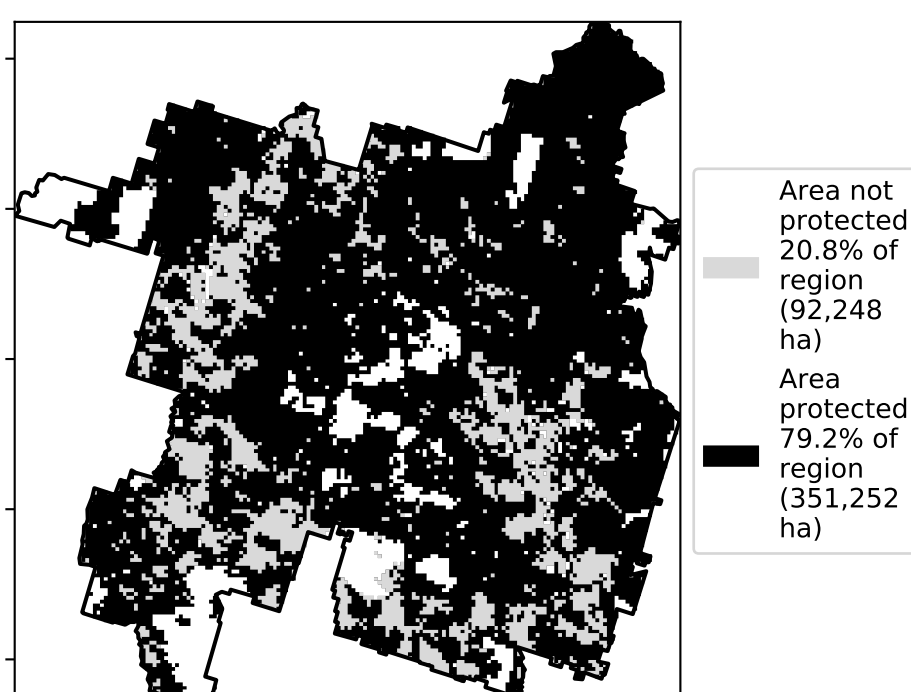 Area not
protected
20.8% of
region
(92,248
ha)
Area
protected
79.2% of
region
(351,252
ha)